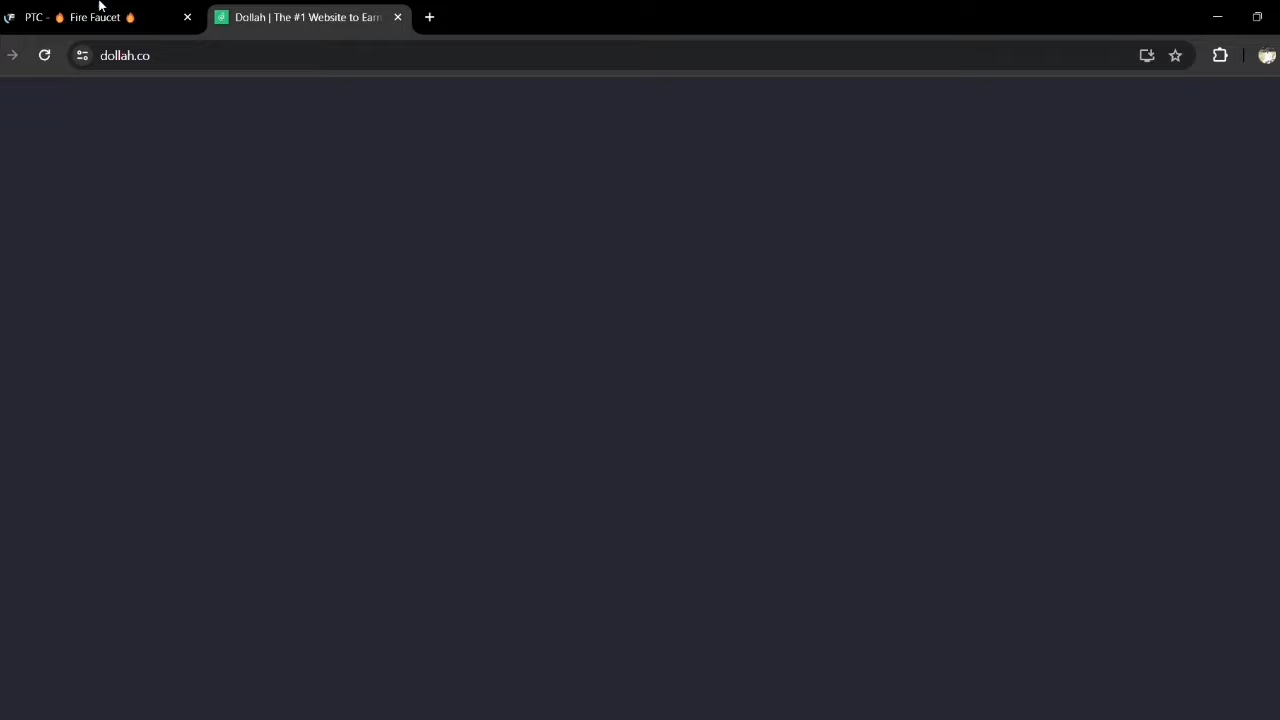 PTC - 🔥 Fire Faucet 🔥
Dollah | The #1 Website to Earn
dollah.co